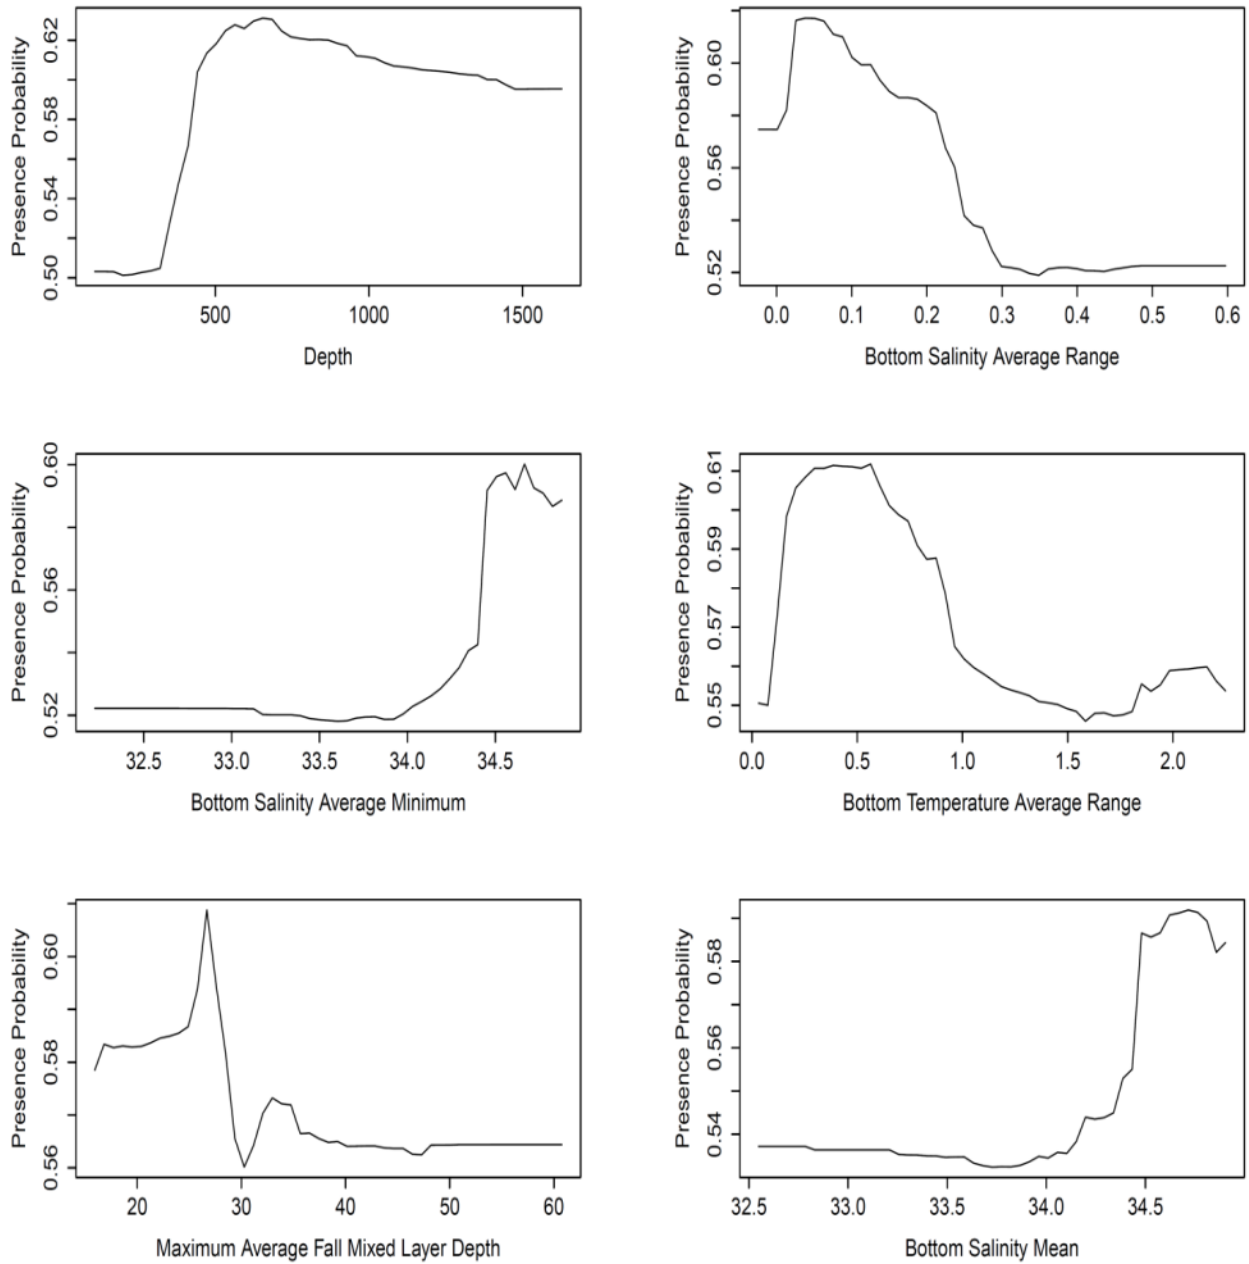 Presence Probability
0.62
0.58
0.54
0.50
500 1000 1500
Depth
Presence Probability
0.60
0.56
0.52
0.0 0.1 0.2 0.3 0.4 0.5 0.6
Bottom Salinity Average Range
Presence Probability
0.60
0.56
0.52
32.5 33.0 33.5 34.0 34.5
Bottom Salinity Average Minimum
Presence Probability
0.61
0.59
0.57
0.55
0.0 0.5 1.0 1.5 2.0
Bottom Temperature Average Range
Presence Probability
0.60
0.58
0.56
20 30 40 50 60
Maximum Average Fall Mixed Layer Depth
Presence Probability
0.58
0.56
0.54
32.5 33.0 33.5 34.0 34.5
Bottom Salinity Mean